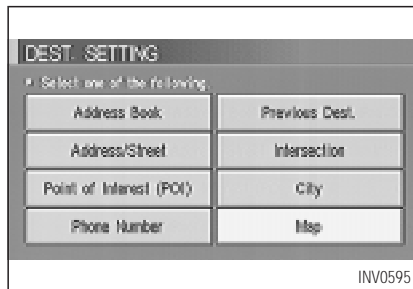 DEST. SETTING
Select one of the following.
Address Book
Previous Dest.
Address/Street
Intersection
Point of Interest (POI)
City
Phone Number
Map
INV0595